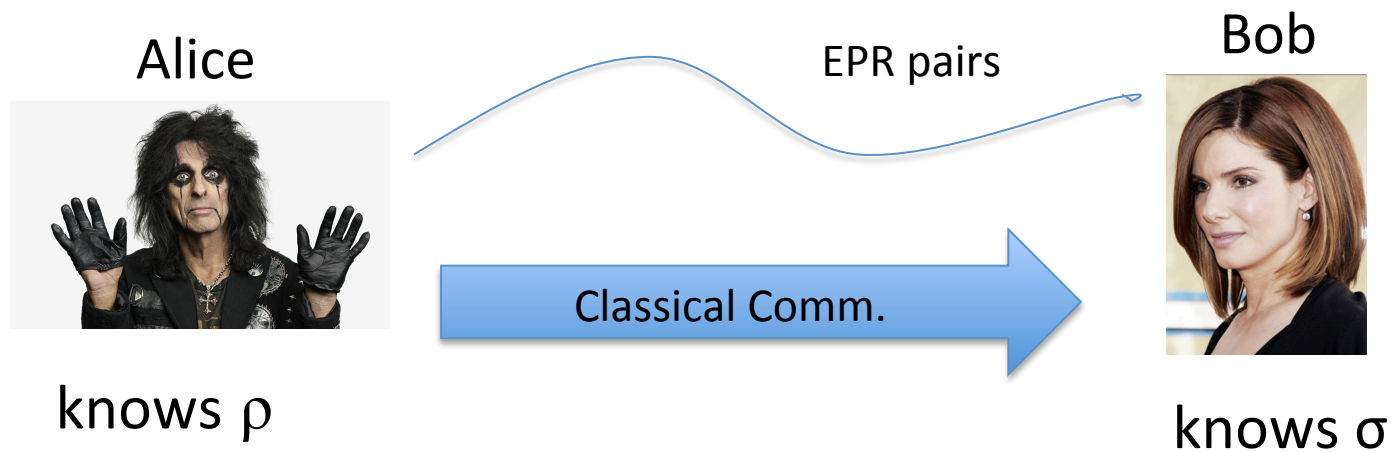 Alice
EPR pairs
Bob
Classical Comm.
knows ρ
knows σ